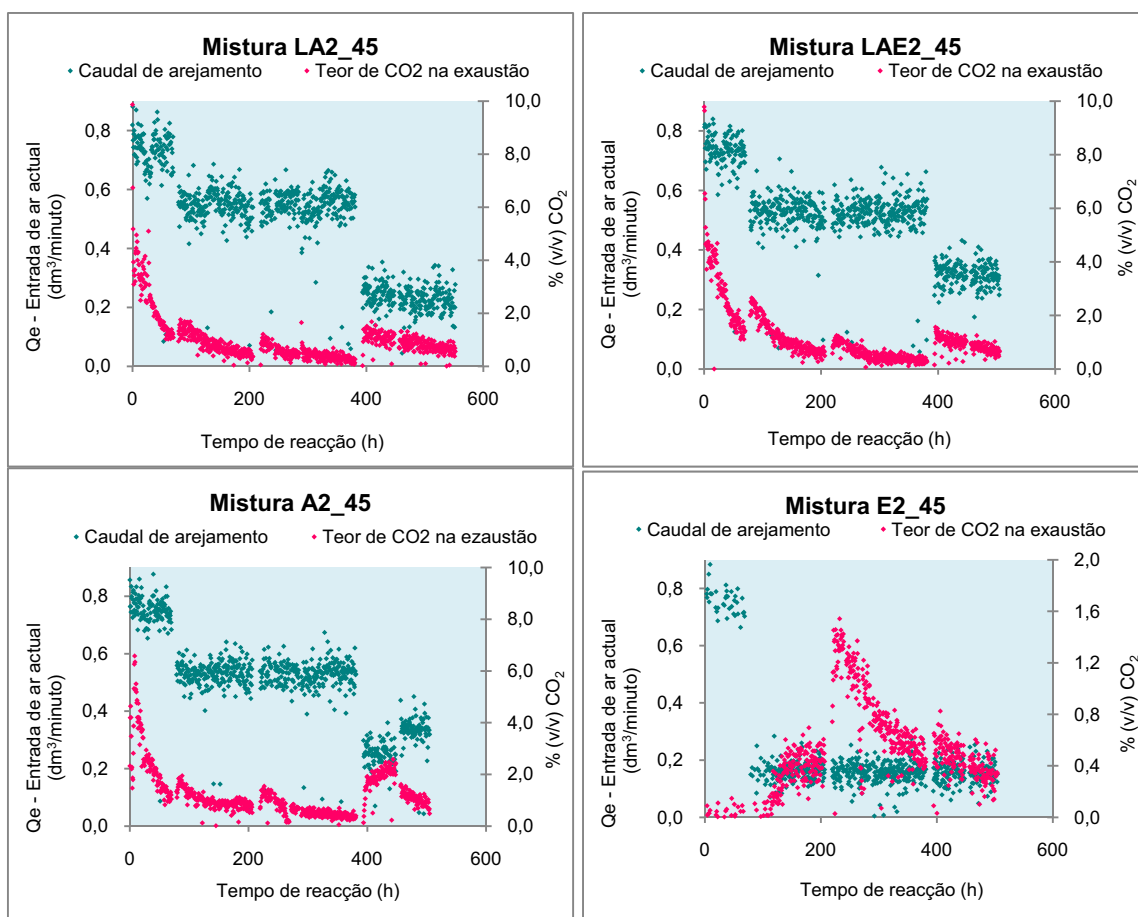 Mistura LA2_45
Caudal de arejamento Teor de CO2 na exaustão
Qe - Entrada de ar actual
(dm³/minuto)
0,8
0,6
0,4
0,2
0,0
10,0
8,0
6,0
4,0
2,0
0,0
% (v/v) CO₂
0 200 400 600
Tempo de reacção (h)
Mistura LAE2_45
Caudal de arejamento Teor de CO2 na exaustão
Qe - Entrada de ar actual
(dm³/minuto)
0,8
0,6
0,4
0,2
0,0
10,0
8,0
6,0
4,0
2,0
0,0
% (v/v) CO₂
0 200 400 600
Tempo de reacção (h)
Mistura A2_45
Caudal de arejamento Teor de CO2 na ezaustão
Qe - Entrada de ar actual
(dm³/minuto)
0,8
0,6
0,4
0,2
0,0
10,0
8,0
6,0
4,0
2,0
0,0
% (v/v) CO₂
0 200 400 600
Tempo de reacção (h)
Mistura E2_45
Caudal de arejamento Teor de CO2 na exaustão
Qe - Entrada de ar actual
(dm³/minuto)
0,8
0,6
0,4
0,2
0,0
2,0
1,6
1,2
0,8
0,4
0,0
% (v/v) CO₂
0 200 400 600
Tempo de reacção (h)